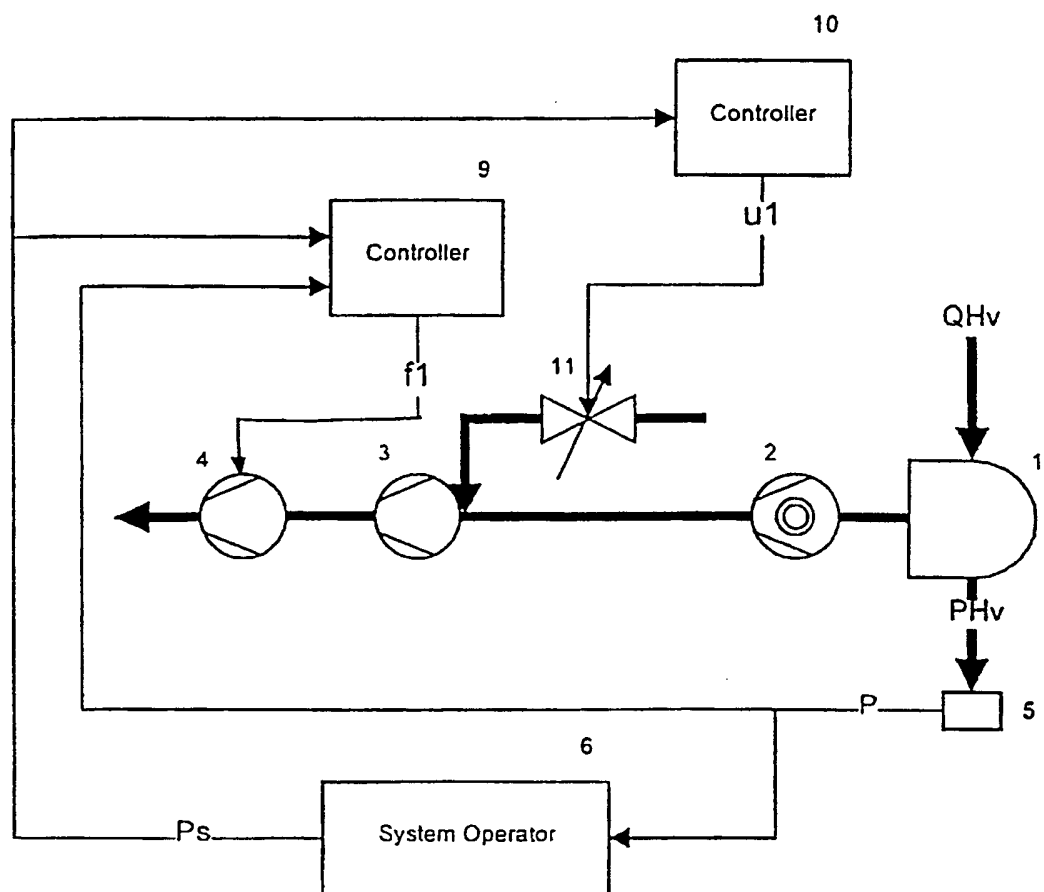 10
Controller
9
u1
Controller
QHv
11
f1
4
3
2
1
PHv
P
5
6
Ps
System Operator